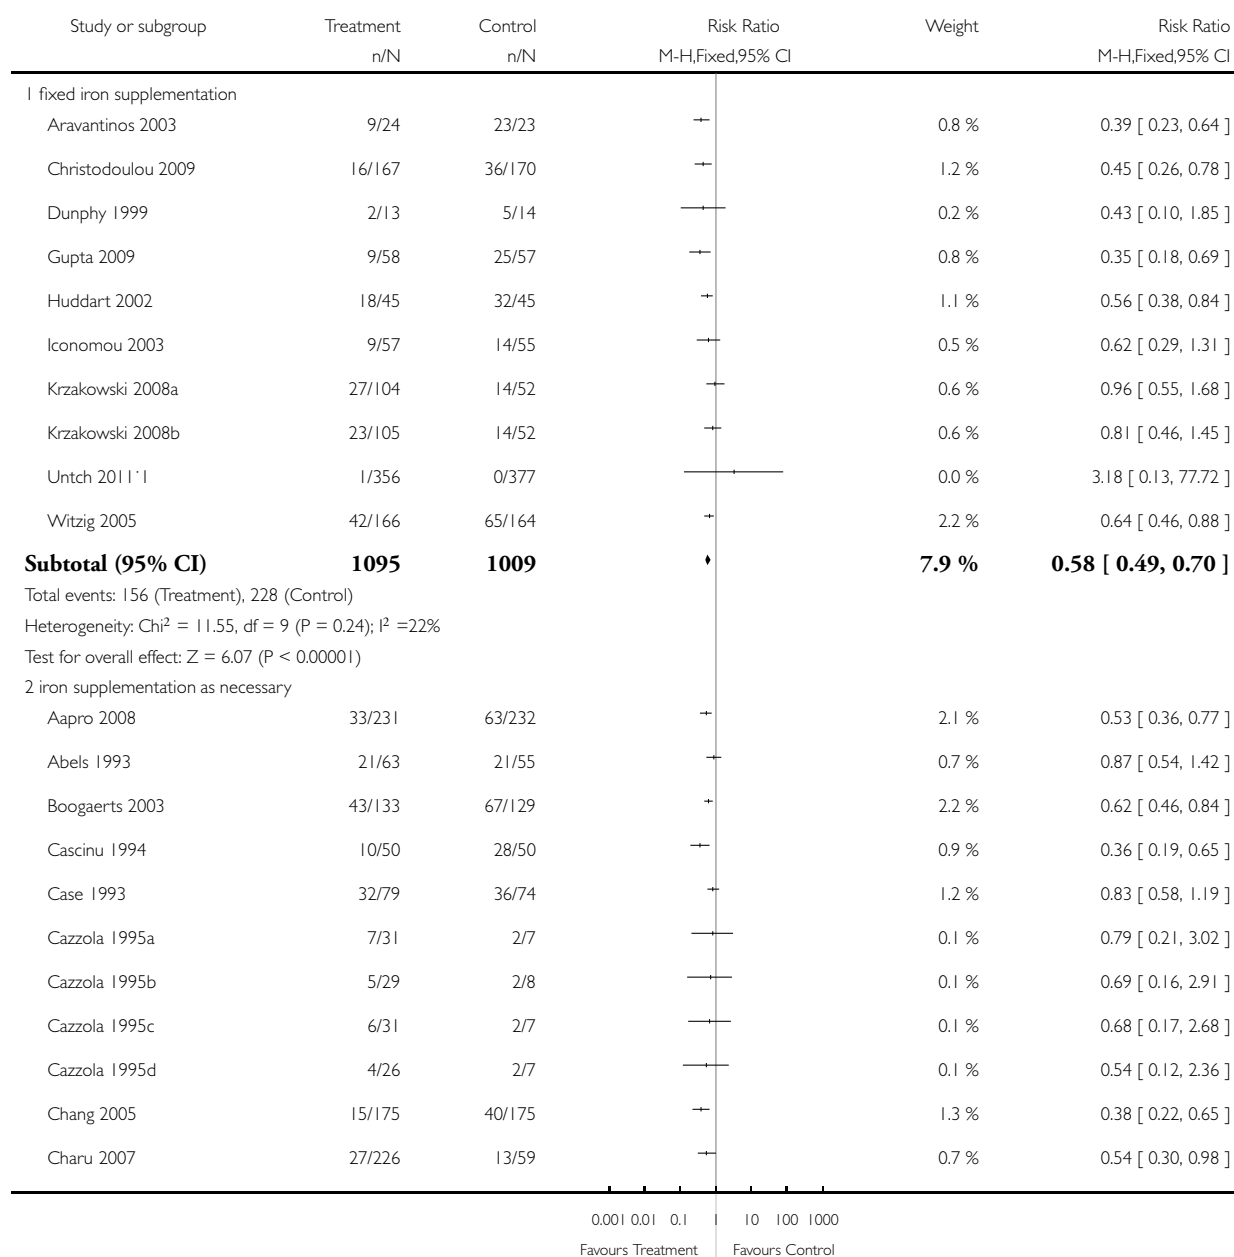 Study or subgroup Treatment Control Risk Ratio Weight Risk Ratio
n/N n/N M-H,Fixed,95% CI M-H,Fixed,95% CI
1 fixed iron supplementation
Aravantinos 2003 9/24 23/23 0.8 % 0.39 [ 0.23, 0.64 ]
Christodoulou 2009 16/167 36/170 1.2 % 0.45 [ 0.26, 0.78 ]
Dunphy 1999 2/13 5/14 0.2 % 0.43 [ 0.10, 1.85 ]
Gupta 2009 9/58 25/57 0.8 % 0.35 [ 0.18, 0.69 ]
Huddart 2002 18/45 32/45 1.1 % 0.56 [ 0.38, 0.84 ]
Iconomou 2003 9/57 14/55 0.5 % 0.62 [ 0.29, 1.31 ]
Krzakowski 2008a 27/104 14/52 0.6 % 0.96 [ 0.55, 1.68 ]
Krzakowski 2008b 23/105 14/52 0.6 % 0.81 [ 0.46, 1.45 ]
Untch 2011˙1 1/356 0/377 0.0 % 3.18 [ 0.13, 77.72 ]
Witzig 2005 42/166 65/164 2.2 % 0.64 [ 0.46, 0.88 ]
Subtotal (95% CI) 1095 1009 7.9 % 0.58 [ 0.49, 0.70 ]
Total events: 156 (Treatment), 228 (Control)
Heterogeneity: Chi² = 11.55, df = 9 (P = 0.24); I² =22%
Test for overall effect: Z = 6.07 (P < 0.00001)
2 iron supplementation as necessary
Aapro 2008 33/231 63/232 2.1 % 0.53 [ 0.36, 0.77 ]
Abels 1993 21/63 21/55 0.7 % 0.87 [ 0.54, 1.42 ]
Boogaerts 2003 43/133 67/129 2.2 % 0.62 [ 0.46, 0.84 ]
Cascinu 1994 10/50 28/50 0.9 % 0.36 [ 0.19, 0.65 ]
Case 1993 32/79 36/74 1.2 % 0.83 [ 0.58, 1.19 ]
Cazzola 1995a 7/31 2/7 0.1 % 0.79 [ 0.21, 3.02 ]
Cazzola 1995b 5/29 2/8 0.1 % 0.69 [ 0.16, 2.91 ]
Cazzola 1995c 6/31 2/7 0.1 % 0.68 [ 0.17, 2.68 ]
Cazzola 1995d 4/26 2/7 0.1 % 0.54 [ 0.12, 2.36 ]
Chang 2005 15/175 40/175 1.3 % 0.38 [ 0.22, 0.65 ]
Charu 2007 27/226 13/59 0.7 % 0.54 [ 0.30, 0.98 ]
0.001 0.01 0.1 1 10 100 1000
Favours Treatment Favours Control